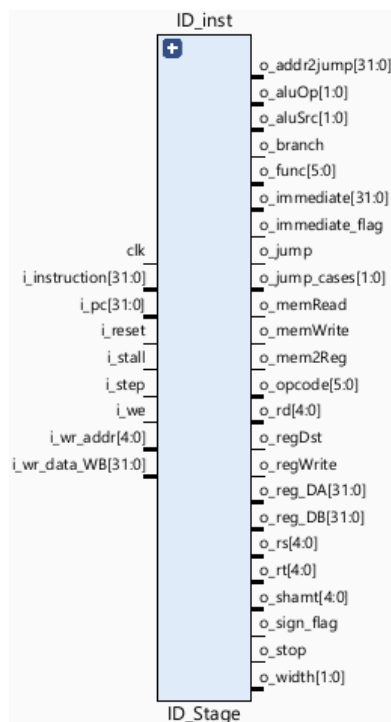 ID_inst
clk
i_instruction[31:0]
i_pc[31:0]
i_reset
i_stall
i_step
i_we
i_wr_addr[4:0]
i_wr_data_WB[31:0]
o_addr2jump[31:0]
o_aluOp[1:0]
o_aluSrc[1:0]
o_branch
o_func[5:0]
o_immediate[31:0]
o_immediate_flag
o_jump
o_jump_cases[1:0]
o_memRead
o_memWrite
o_mem2Reg
o_opcode[5:0]
o_rd[4:0]
o_regDst
o_regWrite
o_reg_DA[31:0]
o_reg_DB[31:0]
o_rs[4:0]
o_rt[4:0]
o_shamt[4:0]
o_sign_flag
o_stop
o_width[1:0]
ID_Stage